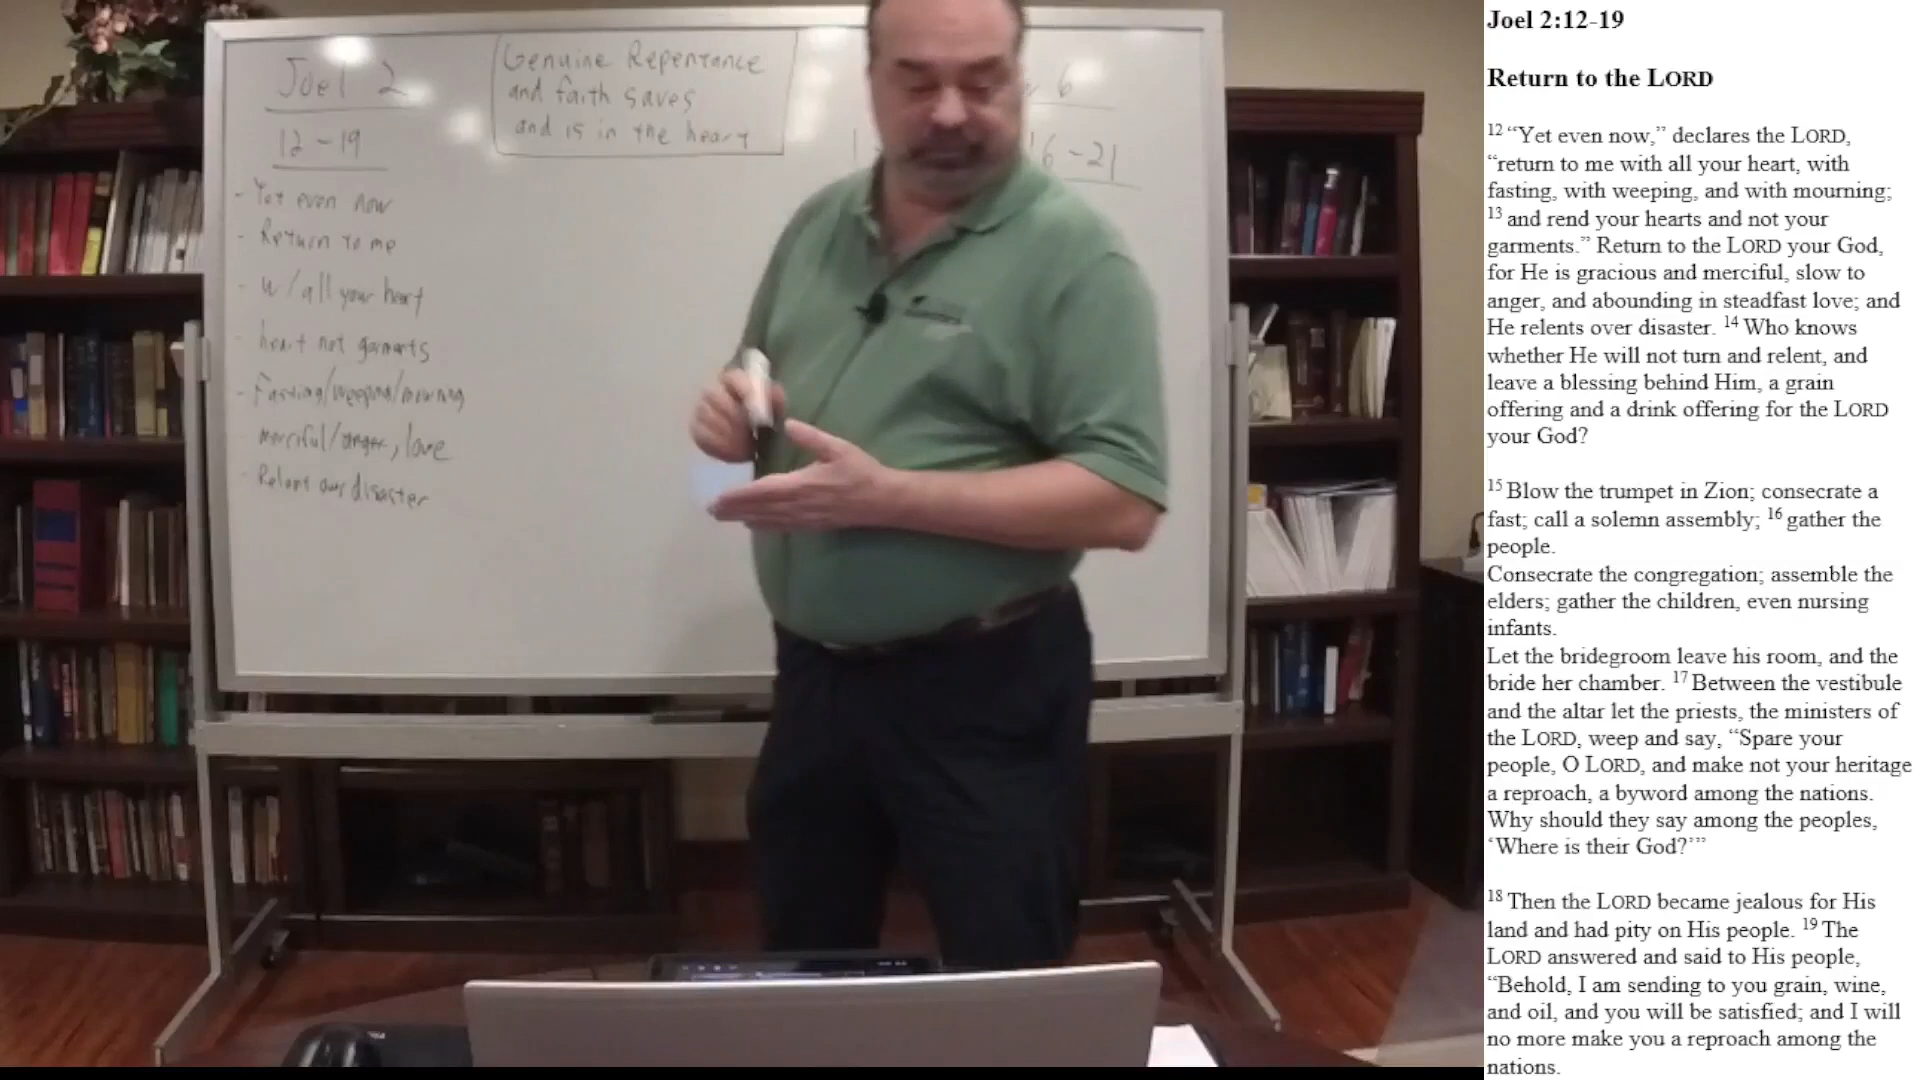 Joel 2
12-19
- Yet even now
- Return to me
- w/all your heart
- heart not garments
- Fasting/weeping/mourning
merciful/anger, love
- Relent over disaster
Genuine Repentance
and faith saves
and is in the heart
6
16-21
Joel 2:12-19
Return to the LORD
12 “Yet even now,” declares the LORD,
“return to me with all your heart, with
fasting, with weeping, and with mourning;
13 and rend your hearts and not your
garments.” Return to the LORD your God,
for He is gracious and merciful, slow to
anger, and abounding in steadfast love; and
He relents over disaster. 14 Who knows
whether He will not turn and relent, and
leave a blessing behind Him, a grain
offering and a drink offering for the LORD
your God?
15 Blow the trumpet in Zion; consecrate a
fast; call a solemn assembly; 16 gather the
people.
Consecrate the congregation; assemble the
elders; gather the children, even nursing
infants.
Let the bridegroom leave his room, and the
bride her chamber. 17 Between the vestibule
and the altar let the priests, the ministers of
the LORD, weep and say, “Spare your
people, O LORD, and make not your heritage
a reproach, a byword among the nations.
Why should they say among the peoples,
‘Where is their God?’”
18 Then the LORD became jealous for His
land and had pity on His people. 19 The
LORD answered and said to His people,
“Behold, I am sending to you grain, wine,
and oil, and you will be satisfied; and I will
no more make you a reproach among the
nations.